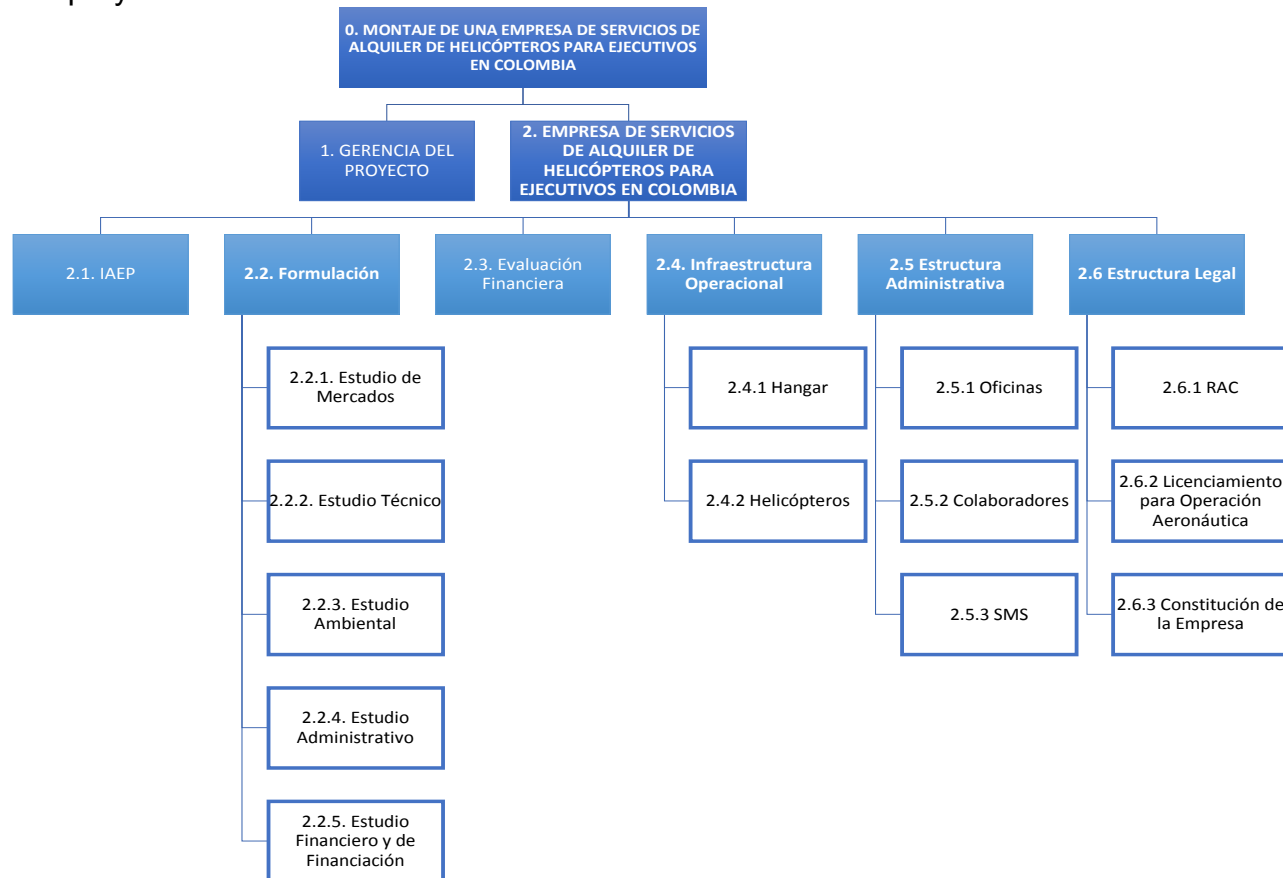 0. MONTAJE DE UNA EMPRESA DE SERVICIOS DE
ALQUILER DE HELICÓPTEROS PARA EJECUTIVOS
EN COLOMBIA
1. GERENCIA DEL
PROYECTO
2. EMPRESA DE SERVICIOS
DE ALQUILER DE
HELICÓPTEROS PARA
EJECUTIVOS EN COLOMBIA
2.1. IAEP
2.2. Formulación
2.3. Evaluación
Financiera
2.4. Infraestructura
Operacional
2.5 Estructura
Administrativa
2.6 Estructura Legal
2.2.1. Estudio de
Mercados
2.4.1 Hangar
2.5.1 Oficinas
2.6.1 RAC
2.2.2. Estudio Técnico
2.4.2 Helicópteros
2.5.2 Colaboradores
2.6.2 Licenciamiento
para Operación
Aeronáutica
2.2.3. Estudio
Ambiental
2.5.3 SMS
2.6.3 Constitución de
la Empresa
2.2.4. Estudio
Administrativo
2.2.5. Estudio
Financiero y de
Financiación